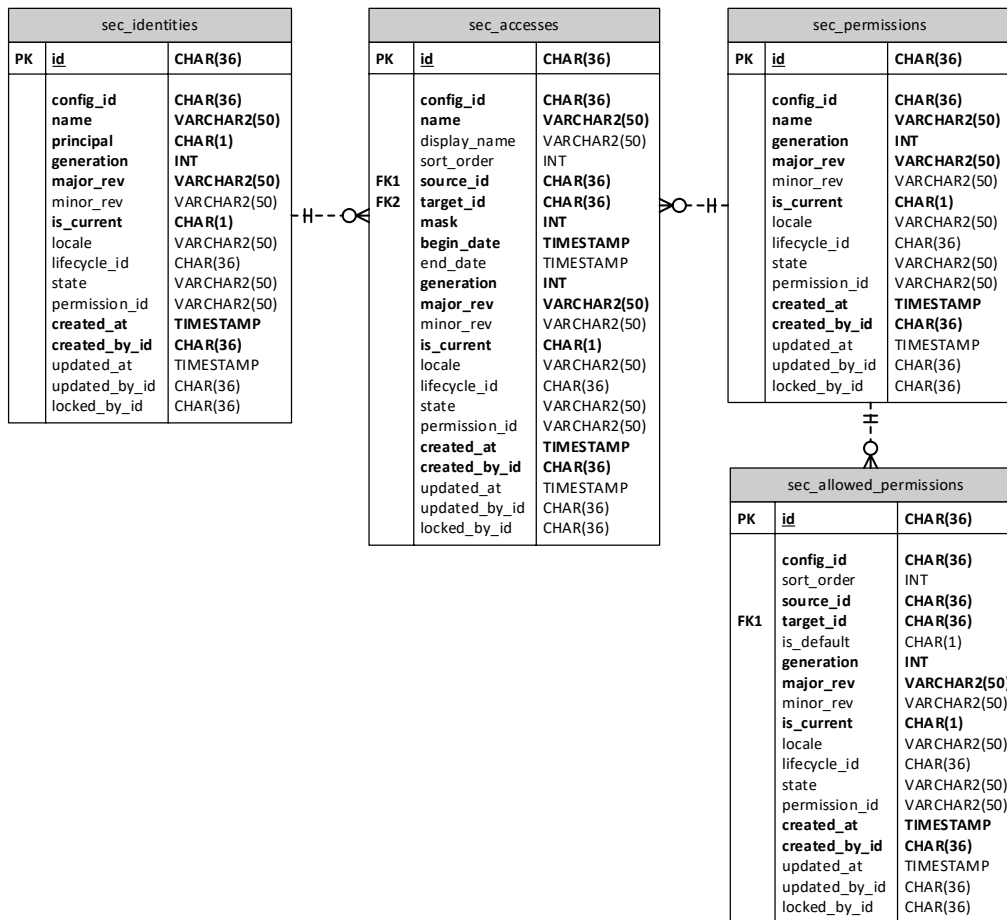 sec_identities
PK id CHAR(36)
config_id CHAR(36)
name VARCHAR2(50)
principal CHAR(1)
generation INT
major_rev VARCHAR2(50)
minor_rev VARCHAR2(50)
is_current CHAR(1)
locale VARCHAR2(50)
lifecycle_id CHAR(36)
state VARCHAR2(50)
permission_id VARCHAR2(50)
created_at TIMESTAMP
created_by_id CHAR(36)
updated_at TIMESTAMP
updated_by_id CHAR(36)
locked_by_id CHAR(36)
sec_accesses
PK id CHAR(36)
config_id CHAR(36)
name VARCHAR2(50)
display_name VARCHAR2(50)
sort_order INT
FK1 source_id CHAR(36)
FK2 target_id CHAR(36)
mask INT
begin_date TIMESTAMP
end_date TIMESTAMP
generation INT
major_rev VARCHAR2(50)
minor_rev VARCHAR2(50)
is_current CHAR(1)
locale VARCHAR2(50)
lifecycle_id CHAR(36)
state VARCHAR2(50)
permission_id VARCHAR2(50)
created_at TIMESTAMP
created_by_id CHAR(36)
updated_at TIMESTAMP
updated_by_id CHAR(36)
locked_by_id CHAR(36)
sec_permissions
PK id CHAR(36)
config_id CHAR(36)
name VARCHAR2(50)
generation INT
major_rev VARCHAR2(50)
minor_rev VARCHAR2(50)
is_current CHAR(1)
locale VARCHAR2(50)
lifecycle_id CHAR(36)
state VARCHAR2(50)
permission_id VARCHAR2(50)
created_at TIMESTAMP
created_by_id CHAR(36)
updated_at TIMESTAMP
updated_by_id CHAR(36)
locked_by_id CHAR(36)
sec_allowed_permissions
PK id CHAR(36)
config_id CHAR(36)
sort_order INT
source_id CHAR(36)
FK1 target_id CHAR(36)
is_default CHAR(1)
generation INT
major_rev VARCHAR2(50)
minor_rev VARCHAR2(50)
is_current CHAR(1)
locale VARCHAR2(50)
lifecycle_id CHAR(36)
state VARCHAR2(50)
permission_id VARCHAR2(50)
created_at TIMESTAMP
created_by_id CHAR(36)
updated_at TIMESTAMP
updated_by_id CHAR(36)
locked_by_id CHAR(36)